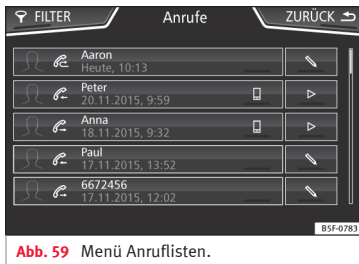 FILTER Anrufe ZURÜCK
Aaron
Heute, 10:13
Peter
20.11.2015, 9:59
Anna
18.11.2015, 9:32
Paul
17.11.2015, 13:52
6672456
17.11.2015, 12:02
B5F-0783
Abb. 59 Menü Anruflisten.